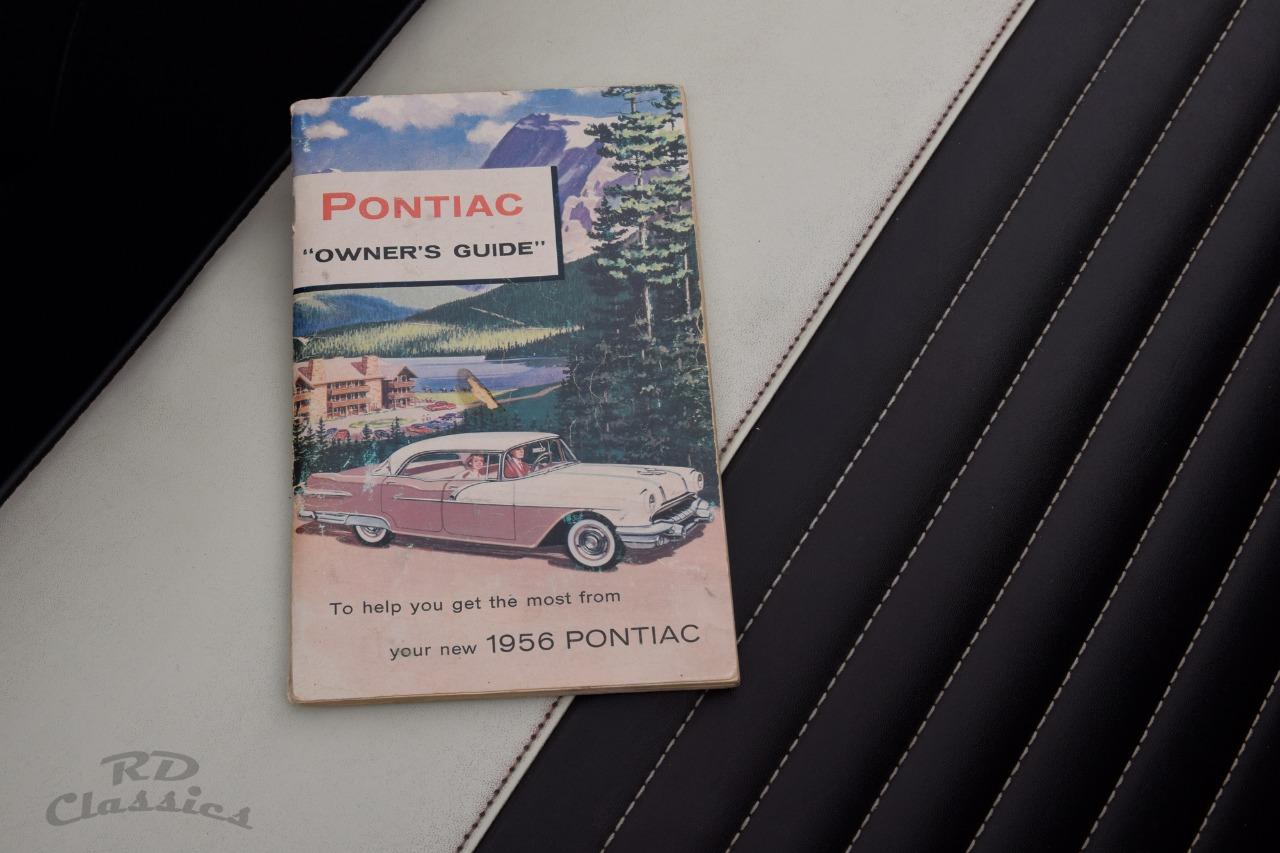 PONTIAC
“OWNER'S GUIDE”
To help you get the most from
your new 1956 PONTIAC
RD
Classics